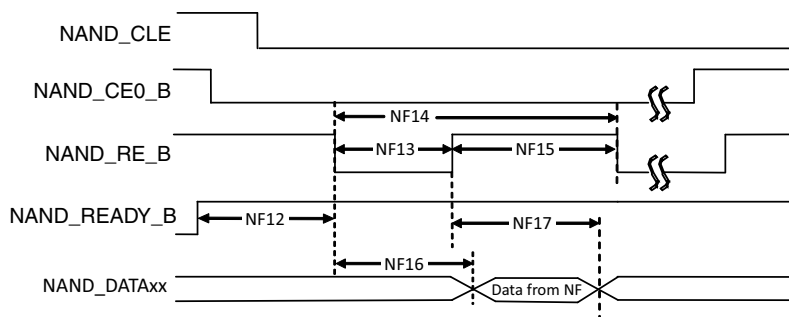 NAND_CLE
NAND_CE0_B
NF14
NAND_RE_B
NF13
NF15
NAND_READY_B
NF12
NF17
NF16
NAND_DATAxx
Data from NF